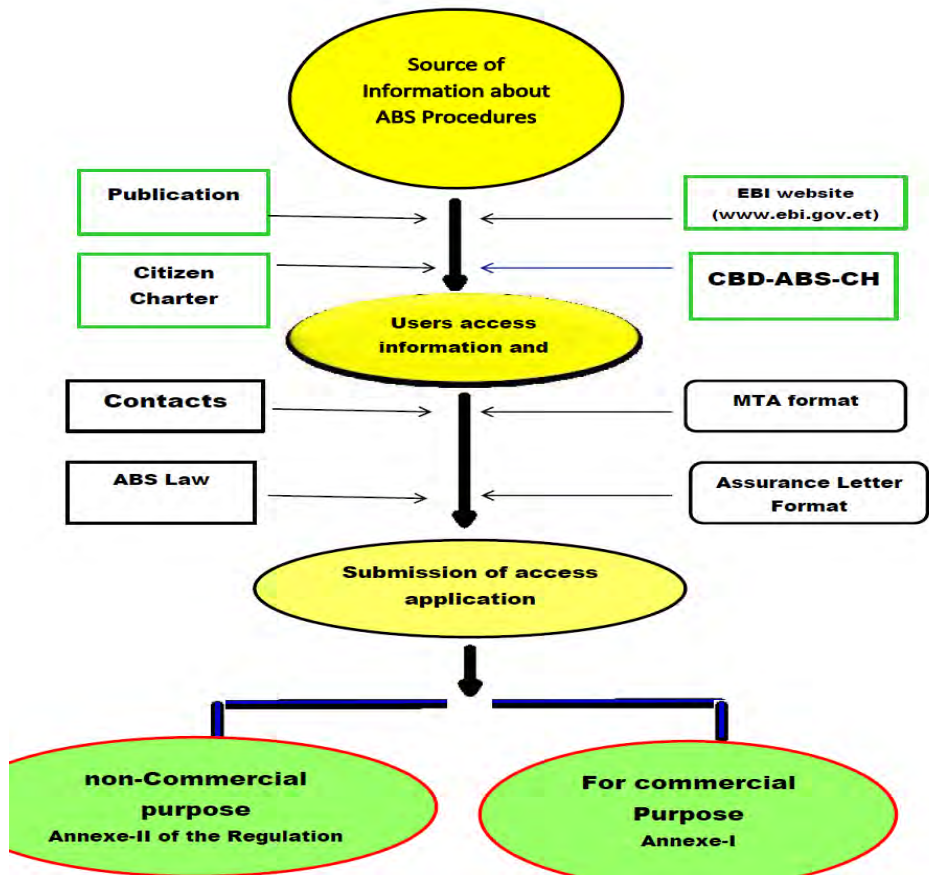 Source of
Information about
ABS Procedures
Publication
EBI website
(www.ebi.gov.et)
Citizen
Charter
CBD-ABS-CH
Users access
information and
Contacts
MTA format
ABS Law
Assurance Letter
Format
Submission of access
application
non-Commercial
purpose
Annexe-II of the Regulation
For commercial
Purpose
Annexe-I